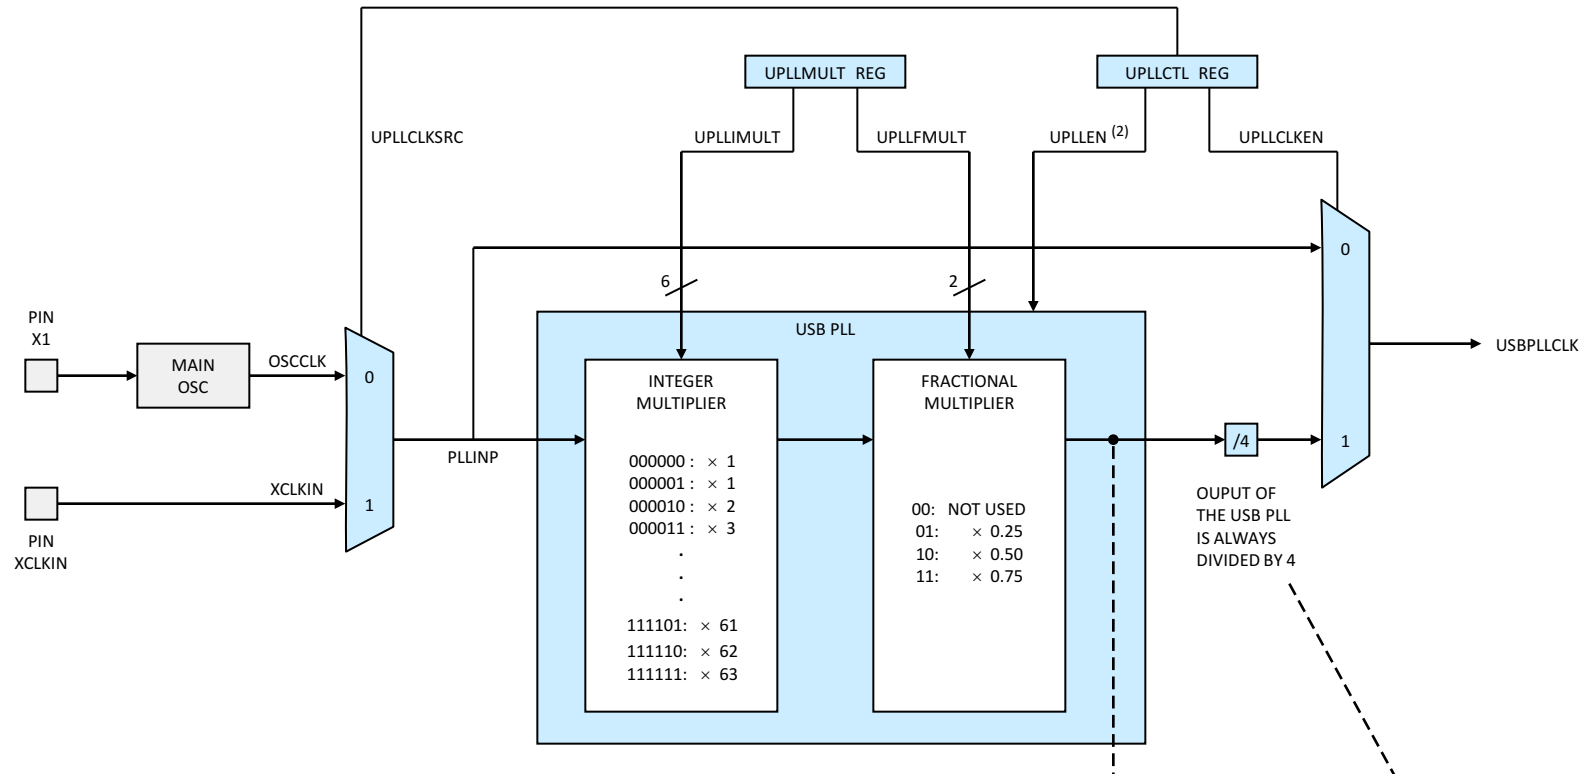 UPLLMULT REG
UPLLCTL REG
UPLLCLKSRC
UPLLIMULT
UPLLFMULT
UPLLEN (2)
UPLLCLKEN
0
6
2
PIN
X1
USB PLL
MAIN
OSC
OSCCLK
0
INTEGER
MULTIPLIER
FRACTIONAL
MULTIPLIER
USBPLLCLK
PLLINP
/4
1
000000 : × 1
000001 : × 1
000010 : × 2
000011 : × 3
.
.
.
111101: × 61
111110: × 62
111111: × 63
00: NOT USED
01: × 0.25
10: × 0.50
11: × 0.75
XCLKIN
1
PIN
XCLKIN
OUPUT OF
THE USB PLL
IS ALWAYS
DIVIDED BY 4